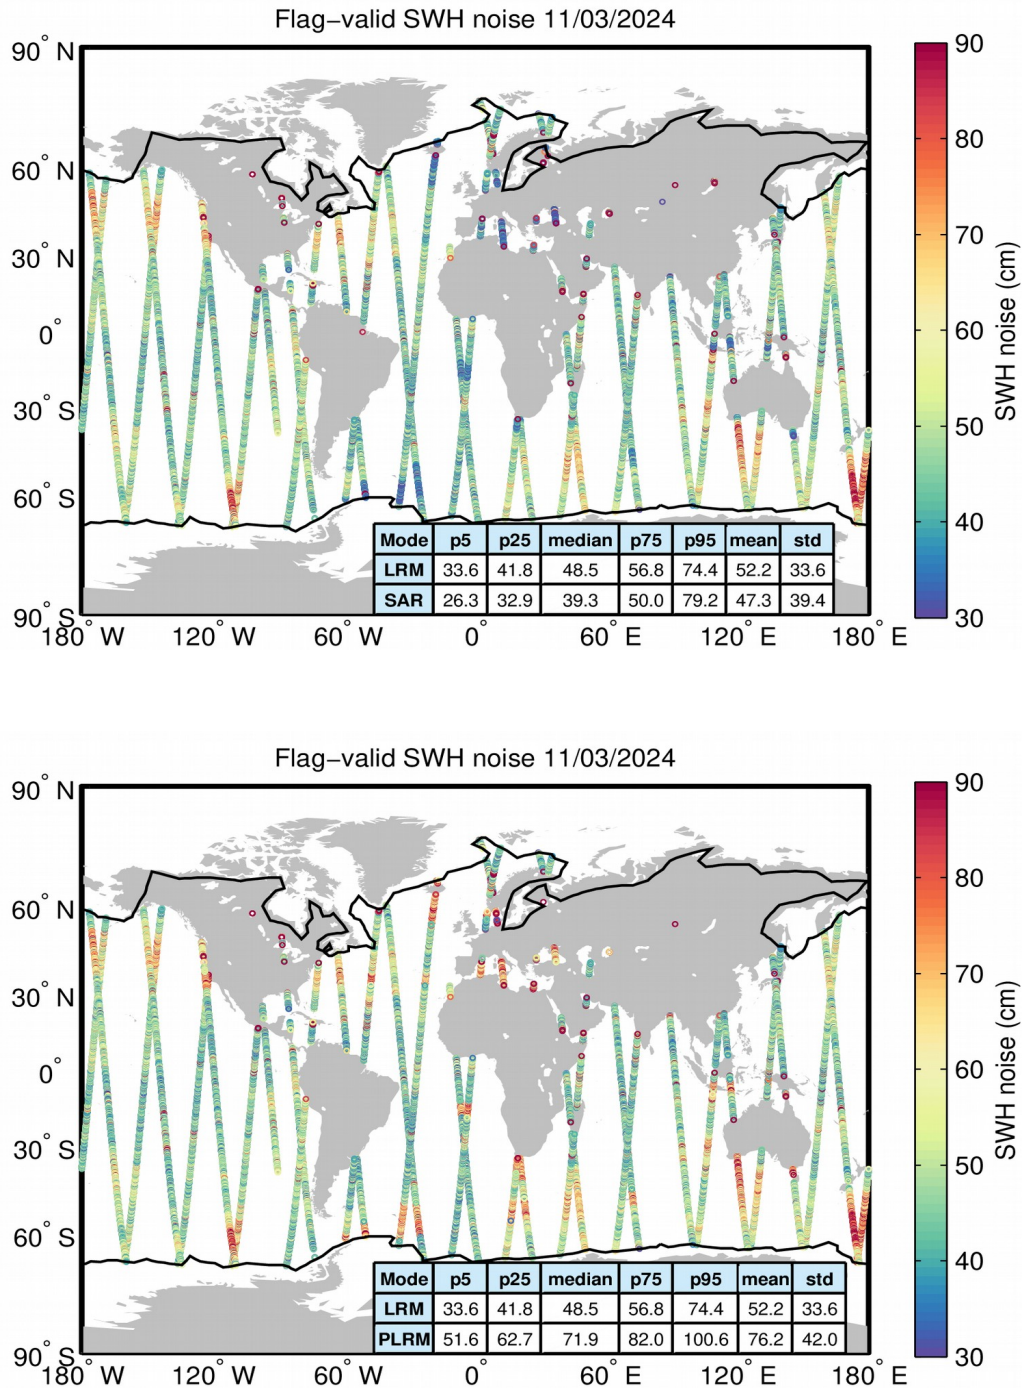 Flag−valid SWH noise 11/03/2024
90° N
60° N
30° N
0°
30° S
60° S
90° S
180° W 120° W 60° W 0° 60° E 120° E 180° E
90
80
70
60
50
40
30
SWH noise (cm)
Mode p5 p25 median p75 p95 mean std
LRM 33.6 41.8 48.5 56.8 74.4 52.2 33.6
SAR 26.3 32.9 39.3 50.0 79.2 47.3 39.4
Flag−valid SWH noise 11/03/2024
90° N
60° N
30° N
0°
30° S
60° S
90° S
180° W 120° W 60° W 0° 60° E 120° E 180° E
90
80
70
60
50
40
30
SWH noise (cm)
Mode p5 p25 median p75 p95 mean std
LRM 33.6 41.8 48.5 56.8 74.4 52.2 33.6
PLRM 51.6 62.7 71.9 82.0 100.6 76.2 42.0